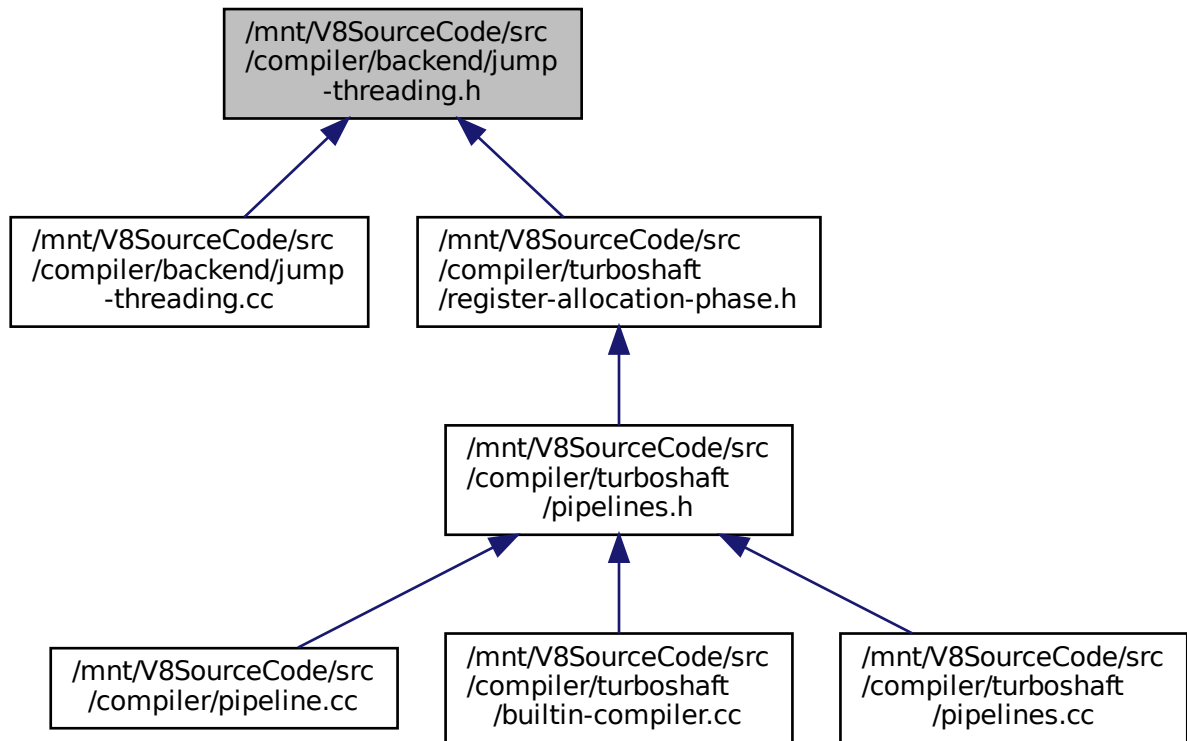 /mnt/V8SourceCode/src
/compiler/backend/jump
-threading.h
/mnt/V8SourceCode/src
/compiler/backend/jump
-threading.cc
/mnt/V8SourceCode/src
/compiler/turboshaft
/register-allocation-phase.h
/mnt/V8SourceCode/src
/compiler/turboshaft
/pipelines.h
/mnt/V8SourceCode/src
/compiler/pipeline.cc
/mnt/V8SourceCode/src
/compiler/turboshaft
/builtin-compiler.cc
/mnt/V8SourceCode/src
/compiler/turboshaft
/pipelines.cc